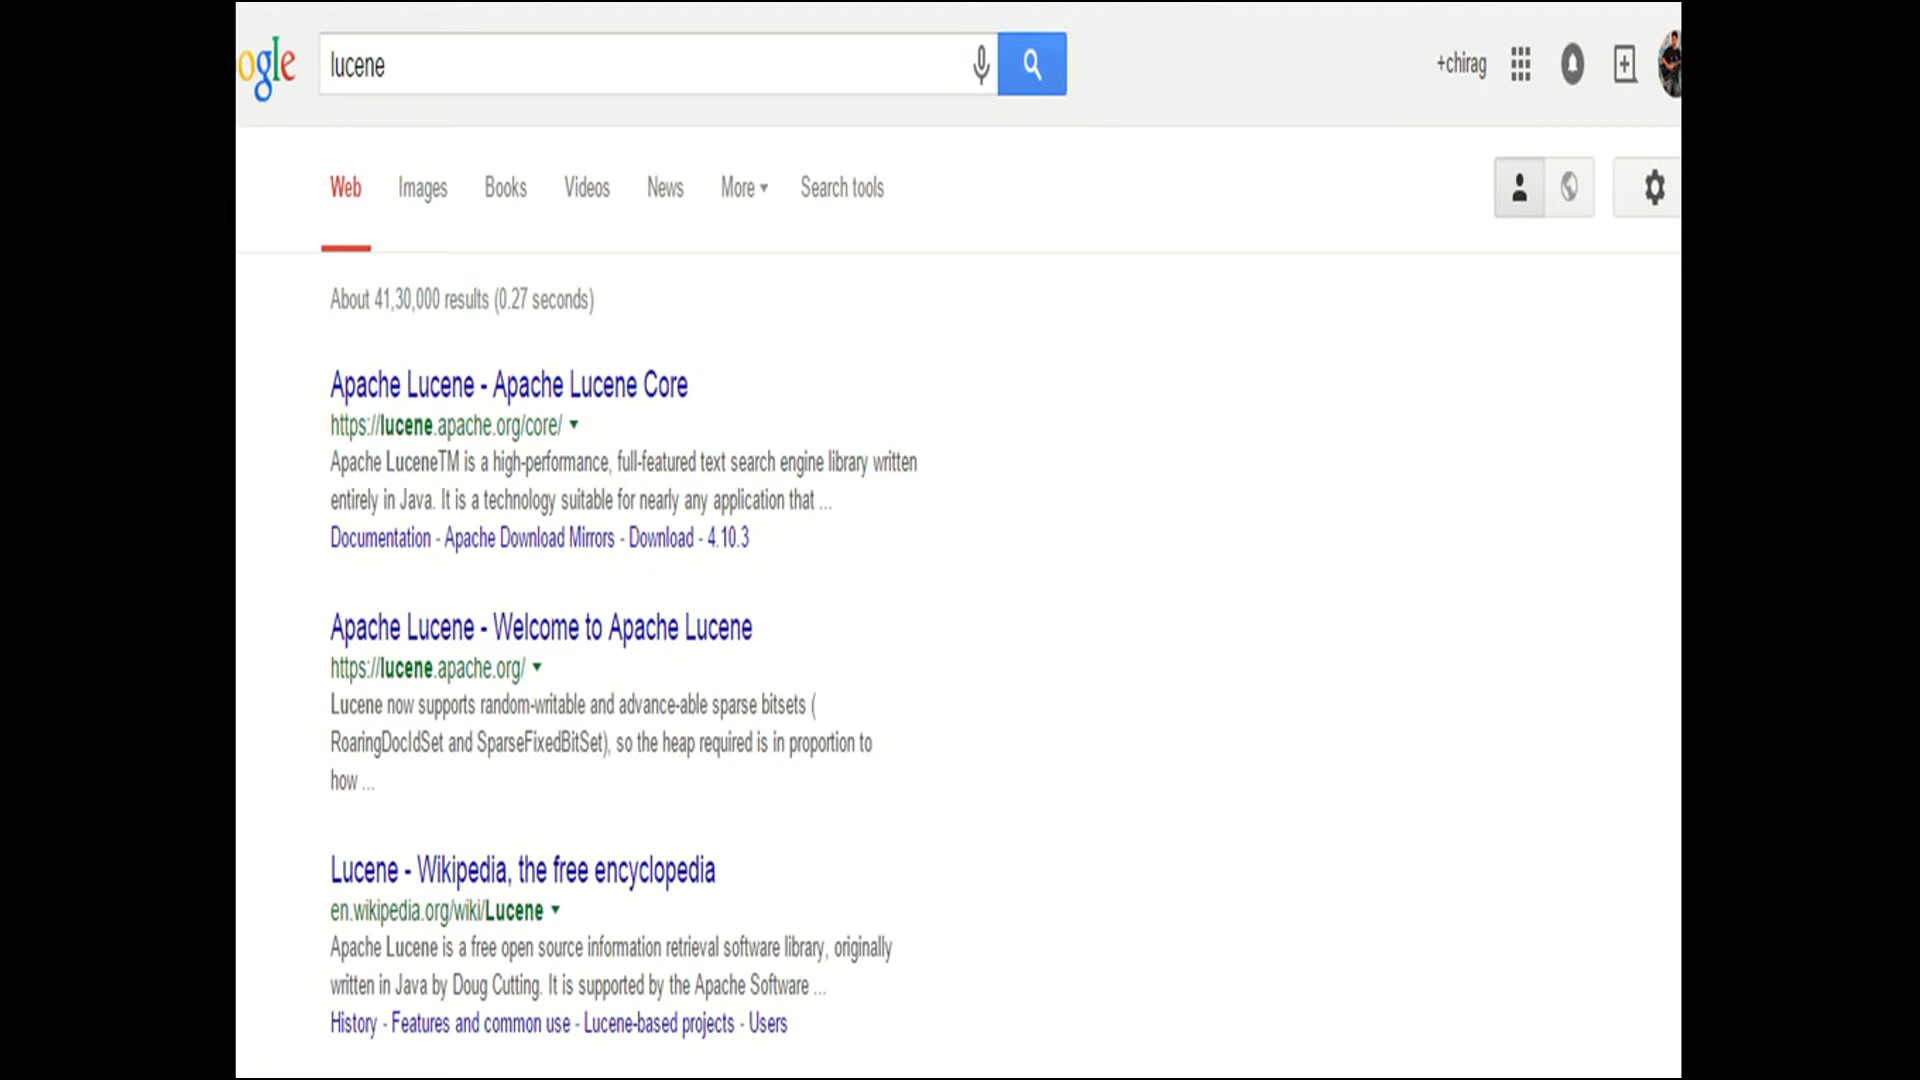 ogle
lucene
+chirag
Web Images Books Videos News More Search tools
About 41,30,000 results (0.27 seconds)
Apache Lucene - Apache Lucene Core
https://lucene.apache.org/core/
Apache LuceneTM is a high-performance, full-featured text search engine library written
entirely in Java. It is a technology suitable for nearly any application that ...
Documentation - Apache Download Mirrors - Download - 4.10.3
Apache Lucene - Welcome to Apache Lucene
https://lucene.apache.org/
Lucene now supports random-writable and advance-able sparse bitsets (
RoaringDocIdSet and SparseFixedBitSet), so the heap required is in proportion to
how ...
Lucene - Wikipedia, the free encyclopedia
en.wikipedia.org/wiki/Lucene
Apache Lucene is a free open source information retrieval software library, originally
written in Java by Doug Cutting. It is supported by the Apache Software ...
History - Features and common use - Lucene-based projects - Users